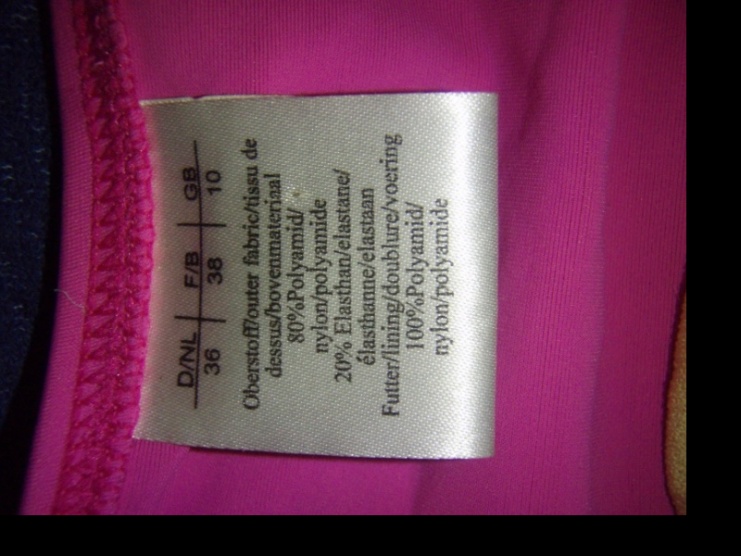 D/NL | F/B | GB
36 | 38 | 10
Oberstoff/outer fabric/tissu de
dessus/bovenmateriaal
80%Polyamid/
nylon/polyamide
20% Elasthan/elastane/
élasthanne/elastaan
Futter/lining/doublure/voering
100%Polyamid/
nylon/polyamide